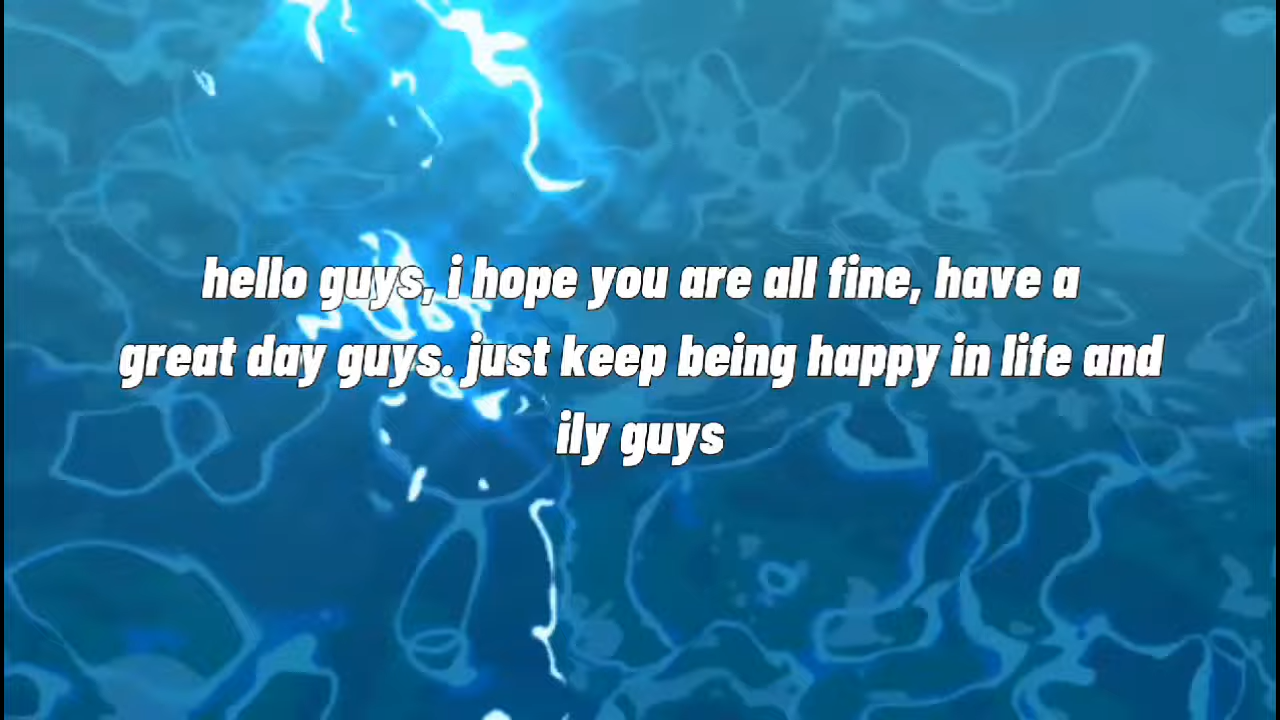 hello guys, i hope you are all fine, have a
great day guys. just keep being happy in life and
ily guys